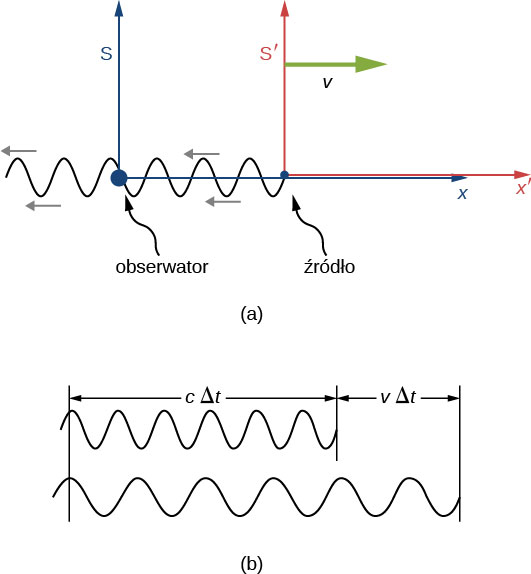 S
S′
v
x
x′
obserwator
źródło
(a)
c Δt
v Δt
(b)